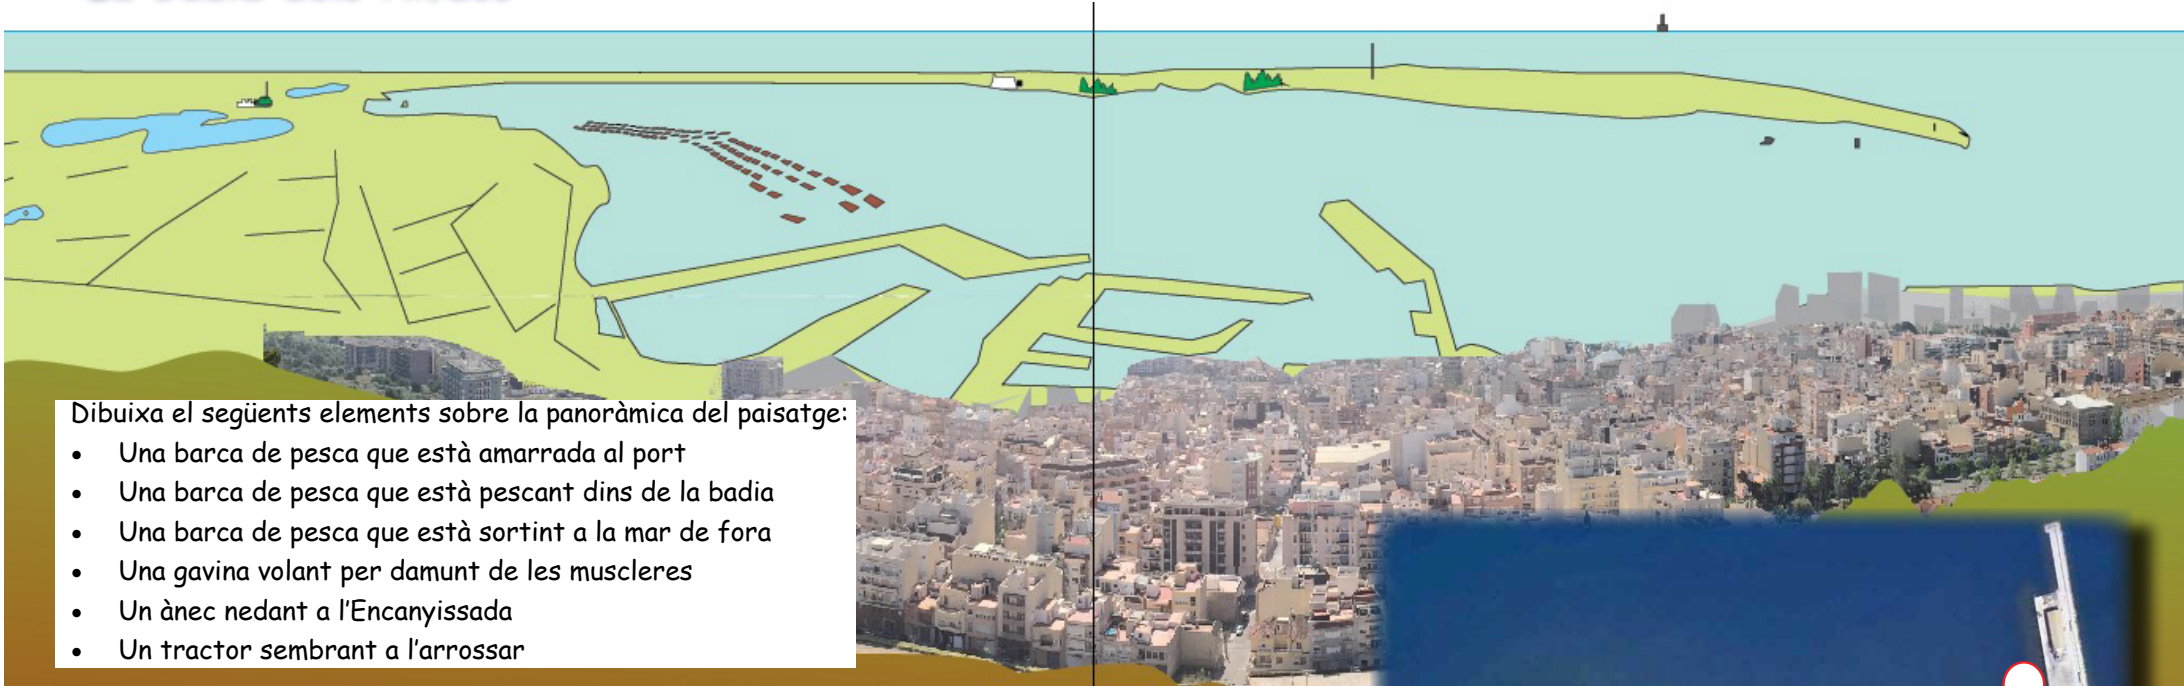 Dibuixa el següents elements sobre la panoràmica del paisatge:
• Una barca de pesca que està amarrada al port
• Una barca de pesca que està pescant dins de la badia
• Una barca de pesca que està sortint a la mar de fora
• Una gavina volant per damunt de les muscleres
• Un ànec nedant a l'Encanyissada
• Un tractor sembrant a l'arrossar